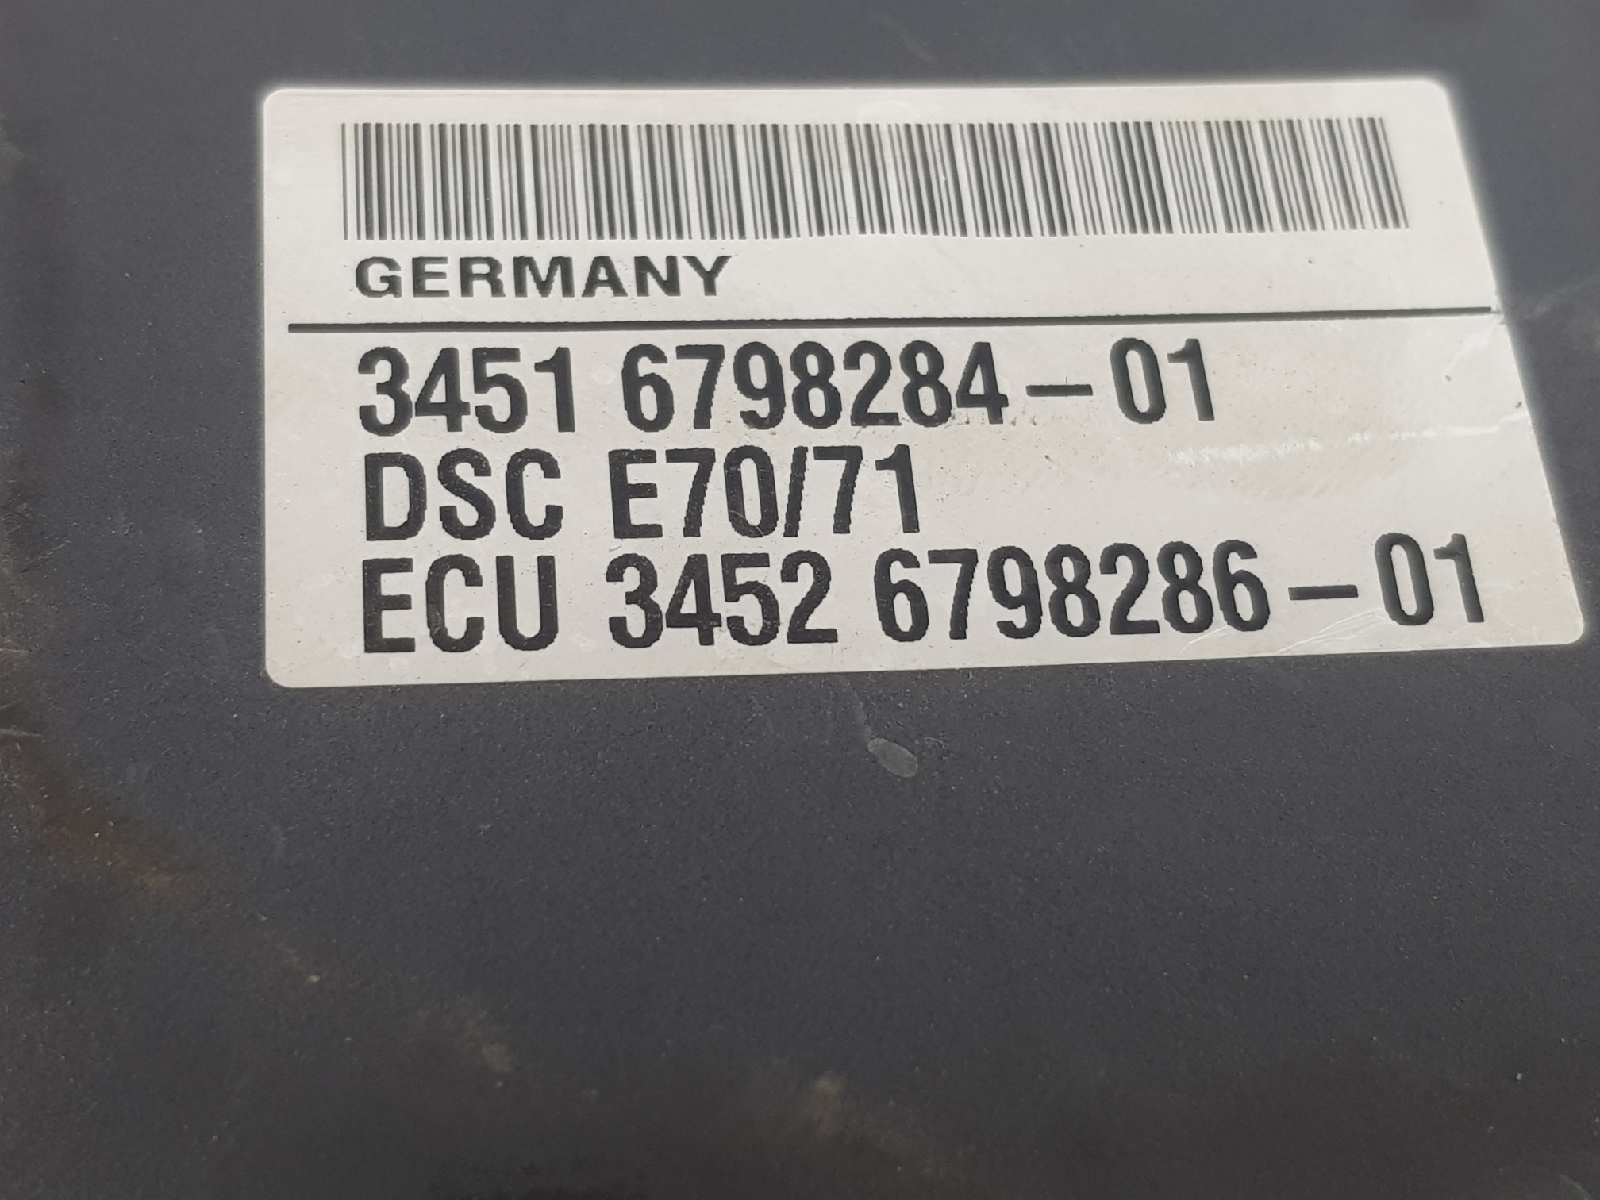 GERMANY
3451 6798284-01
DSC E70/71
ECU 3452 6798286-01